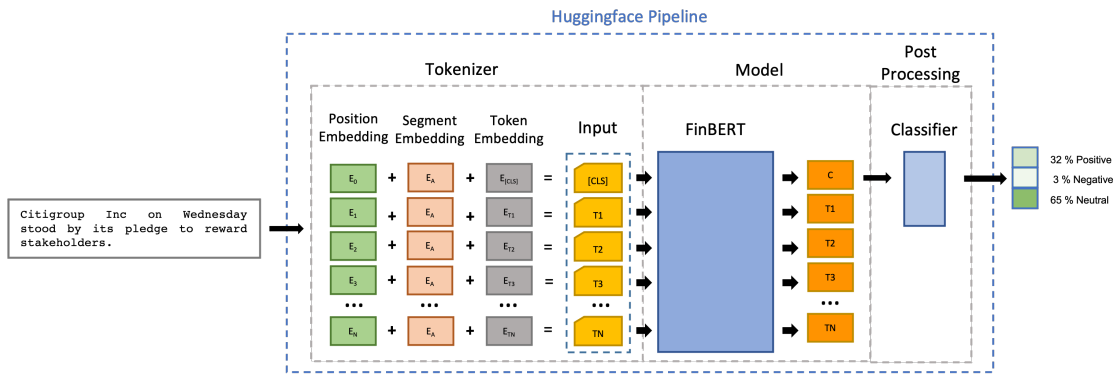 Huggingface Pipeline
Tokenizer
Model
Post
Processing
Position
Embedding
Segment
Embedding
Token
Embedding
Input
FinBERT
Classifier
E0 + EA + E[CLS] = [CLS]
C
E1 + EA + ET1 = T1
T1
E2 + EA + ET2 = T2
T2
E3 + EA + ET3 = T3
T3
... ... ... ...
...
EN + EA + ETN = TN
TN
Citigroup Inc on Wednesday
stood by its pledge to reward
stakeholders.
32 % Positive
3 % Negative
65 % Neutral